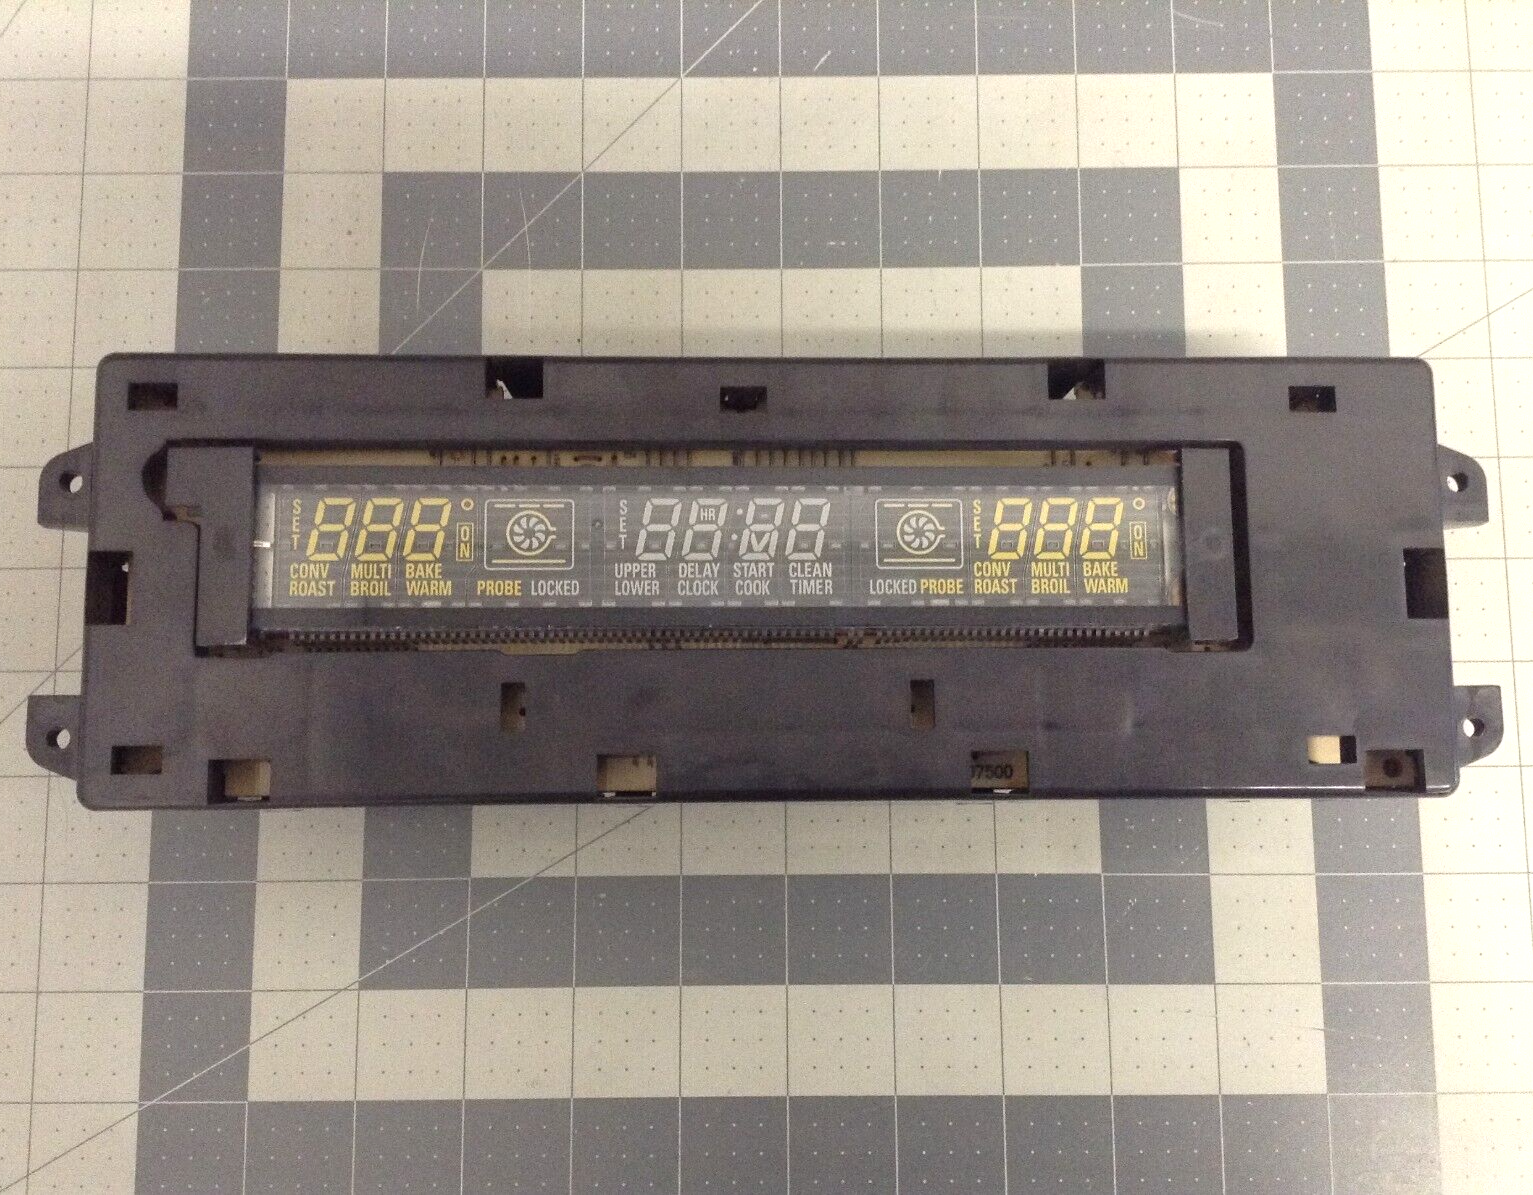 SET 888° ON
CONV MULTI BAKE
ROAST BROIL WARM
PROBE LOCKED
SET 88:88 HR
UPPER DELAY START CLEAN
LOWER CLOCK COOK TIMER
LOCKED PROBE
SET 888° ON
CONV MULTI BAKE
ROAST BROIL WARM
7500